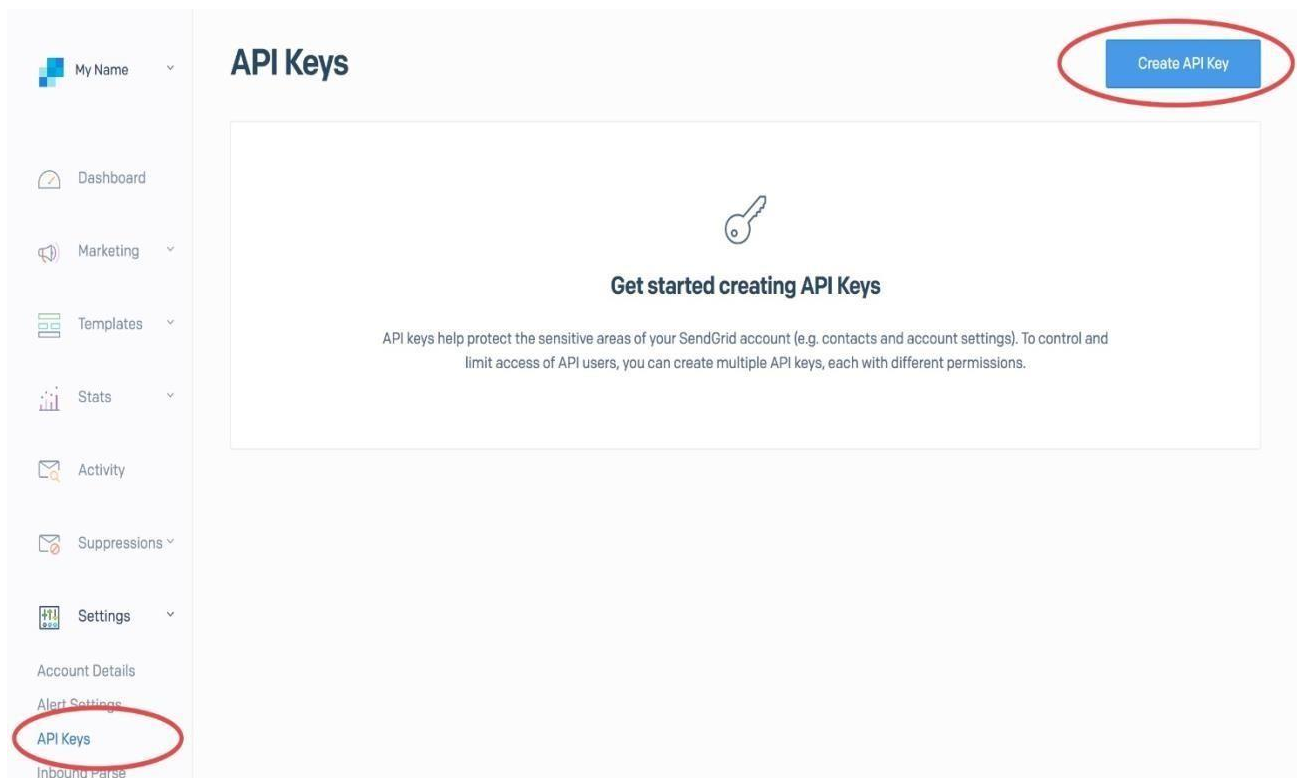 My Name
API Keys
Create API Key
Dashboard
Marketing
Templates
Stats
Activity
Suppressions
Settings
Account Details
Alert Settings
API Keys
Inbound Parse
Get started creating API Keys
API keys help protect the sensitive areas of your SendGrid account (e.g. contacts and account settings). To control and
limit access of API users, you can create multiple API keys, each with different permissions.